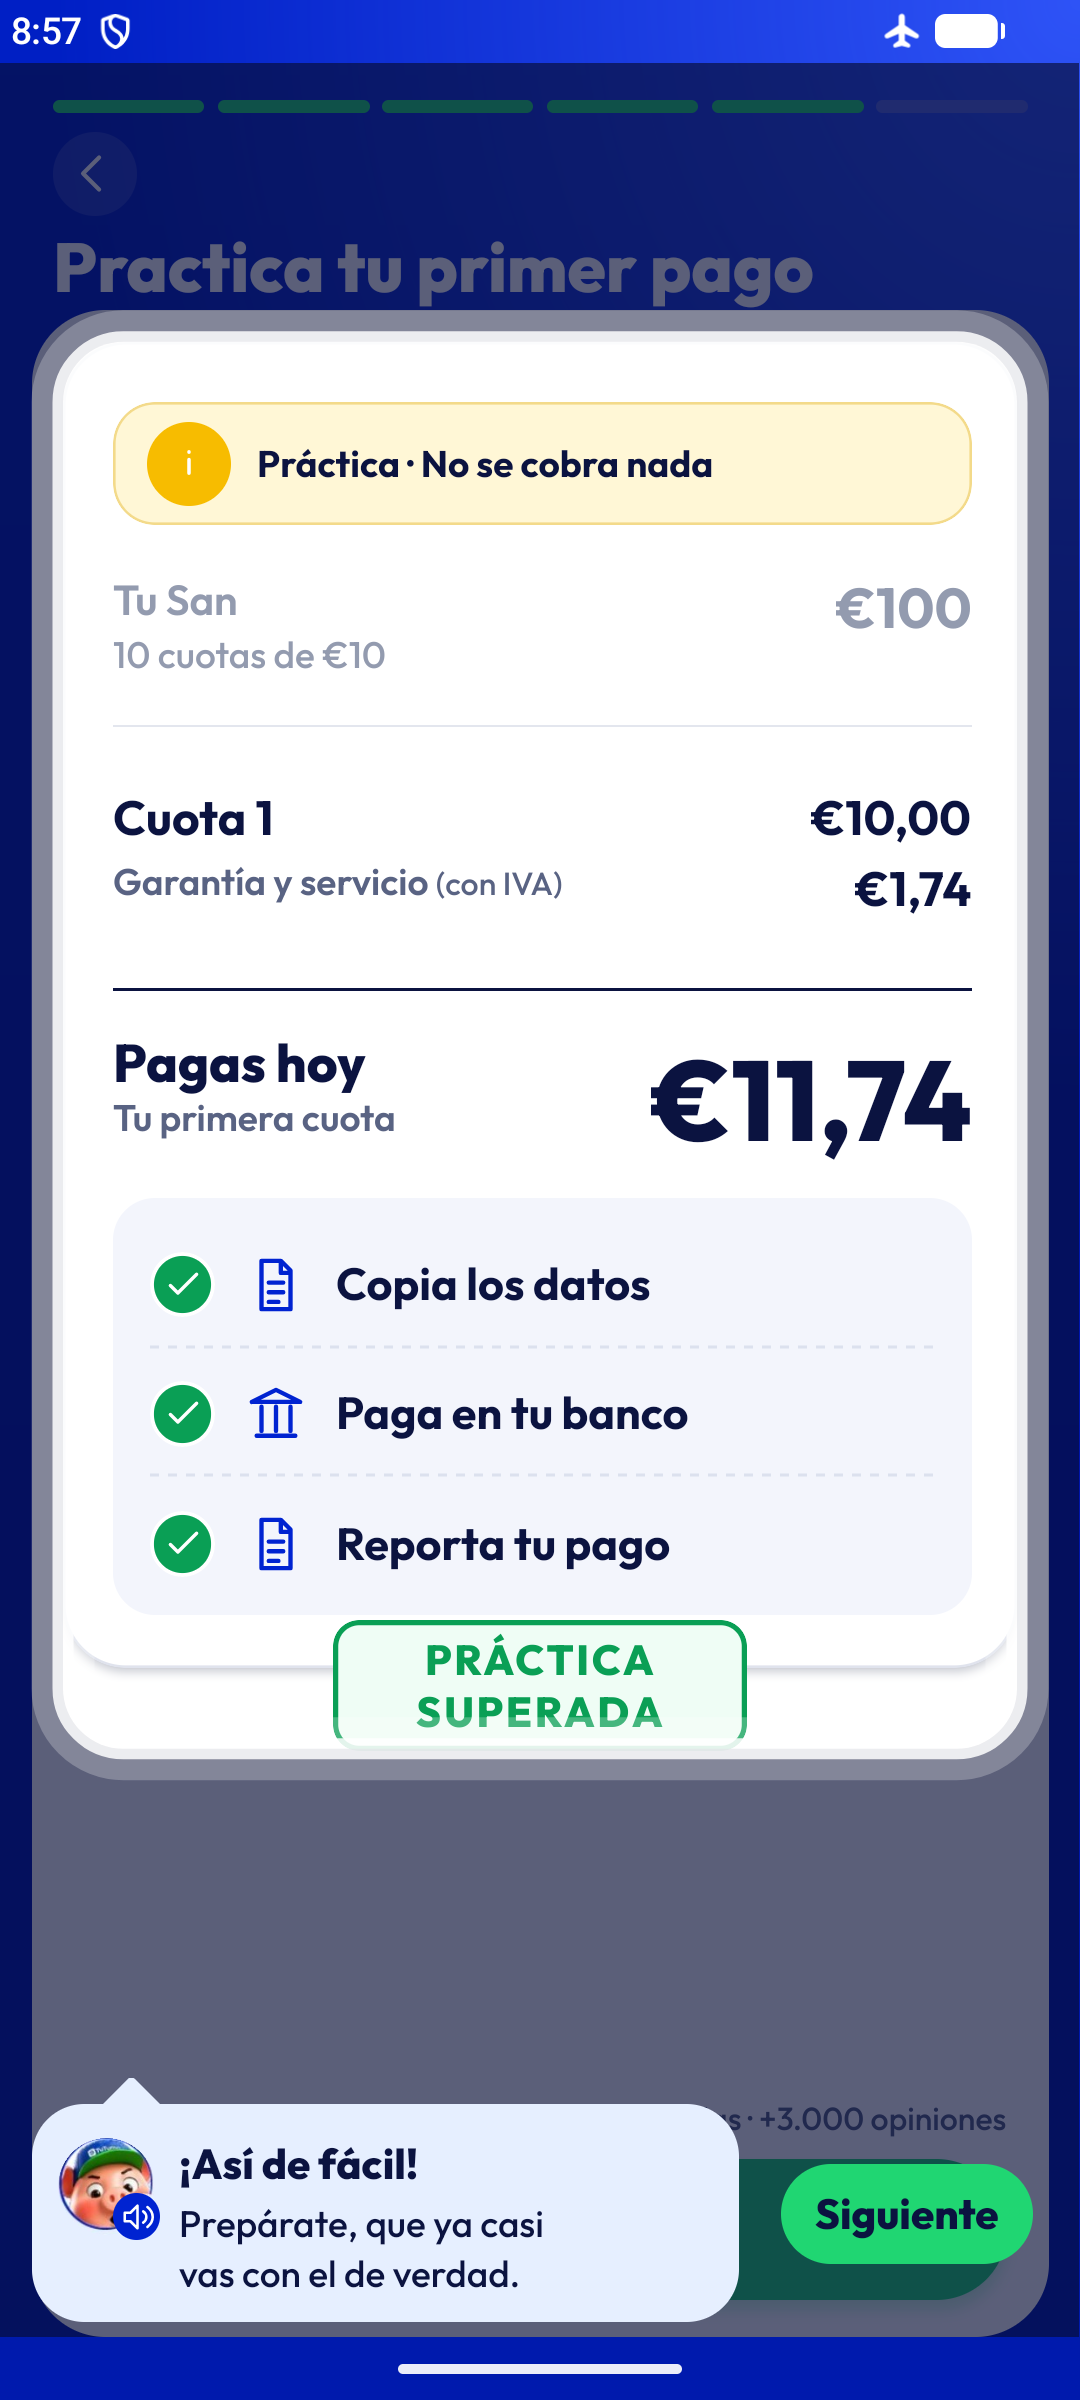 8:57
Practica tu primer pago
i
Práctica · No se cobra nada
Tu San
€100
10 cuotas de €10
Cuota 1
€10,00
Garantía y servicio (con IVA)
€1,74
Pagas hoy
€11,74
Tu primera cuota
Copia los datos
Paga en tu banco
Reporta tu pago
PRÁCTICA
SUPERADA
· +3.000 opiniones
¡Así de fácil!
Prepárate, que ya casi
vas con el de verdad.
Siguiente